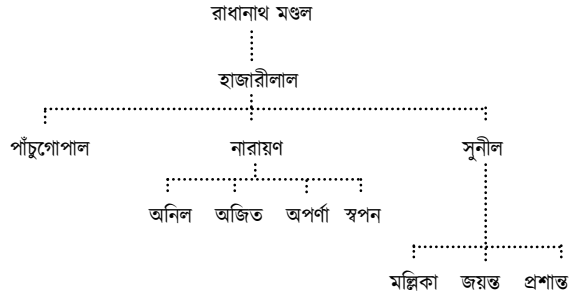 রাধানাথ মণ্ডল
হাজারীলাল
পাঁচুগোপাল নারায়ণ সুনীল
অনিল অজিত অপর্ণা স্বপন
মল্লিকা জয়ন্ত প্রশান্ত